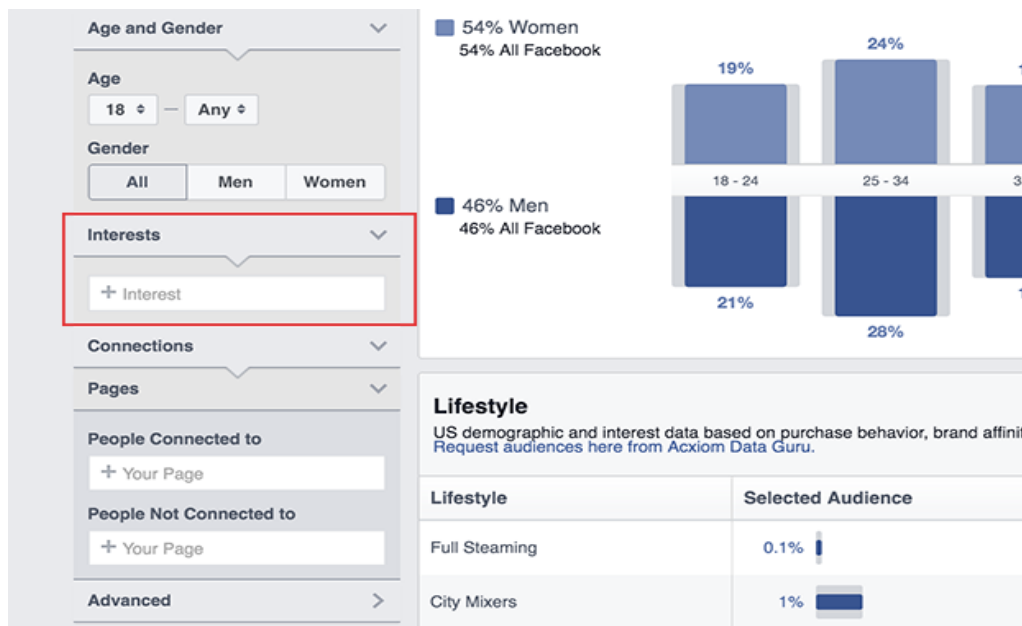 Age and Gender
Age
18 — Any
Gender
All Men Women
Interests
+ Interest
Connections
Pages
People Connected to
+ Your Page
People Not Connected to
+ Your Page
Advanced
54% Women
54% All Facebook
19%
24%
18 - 24
25 - 34
46% Men
46% All Facebook
21%
28%
Lifestyle
US demographic and interest data based on purchase behavior, brand
Request audiences here from Acxiom Data Guru.
Lifestyle Selected Audience
Full Steaming 0.1%
City Mixers 1%